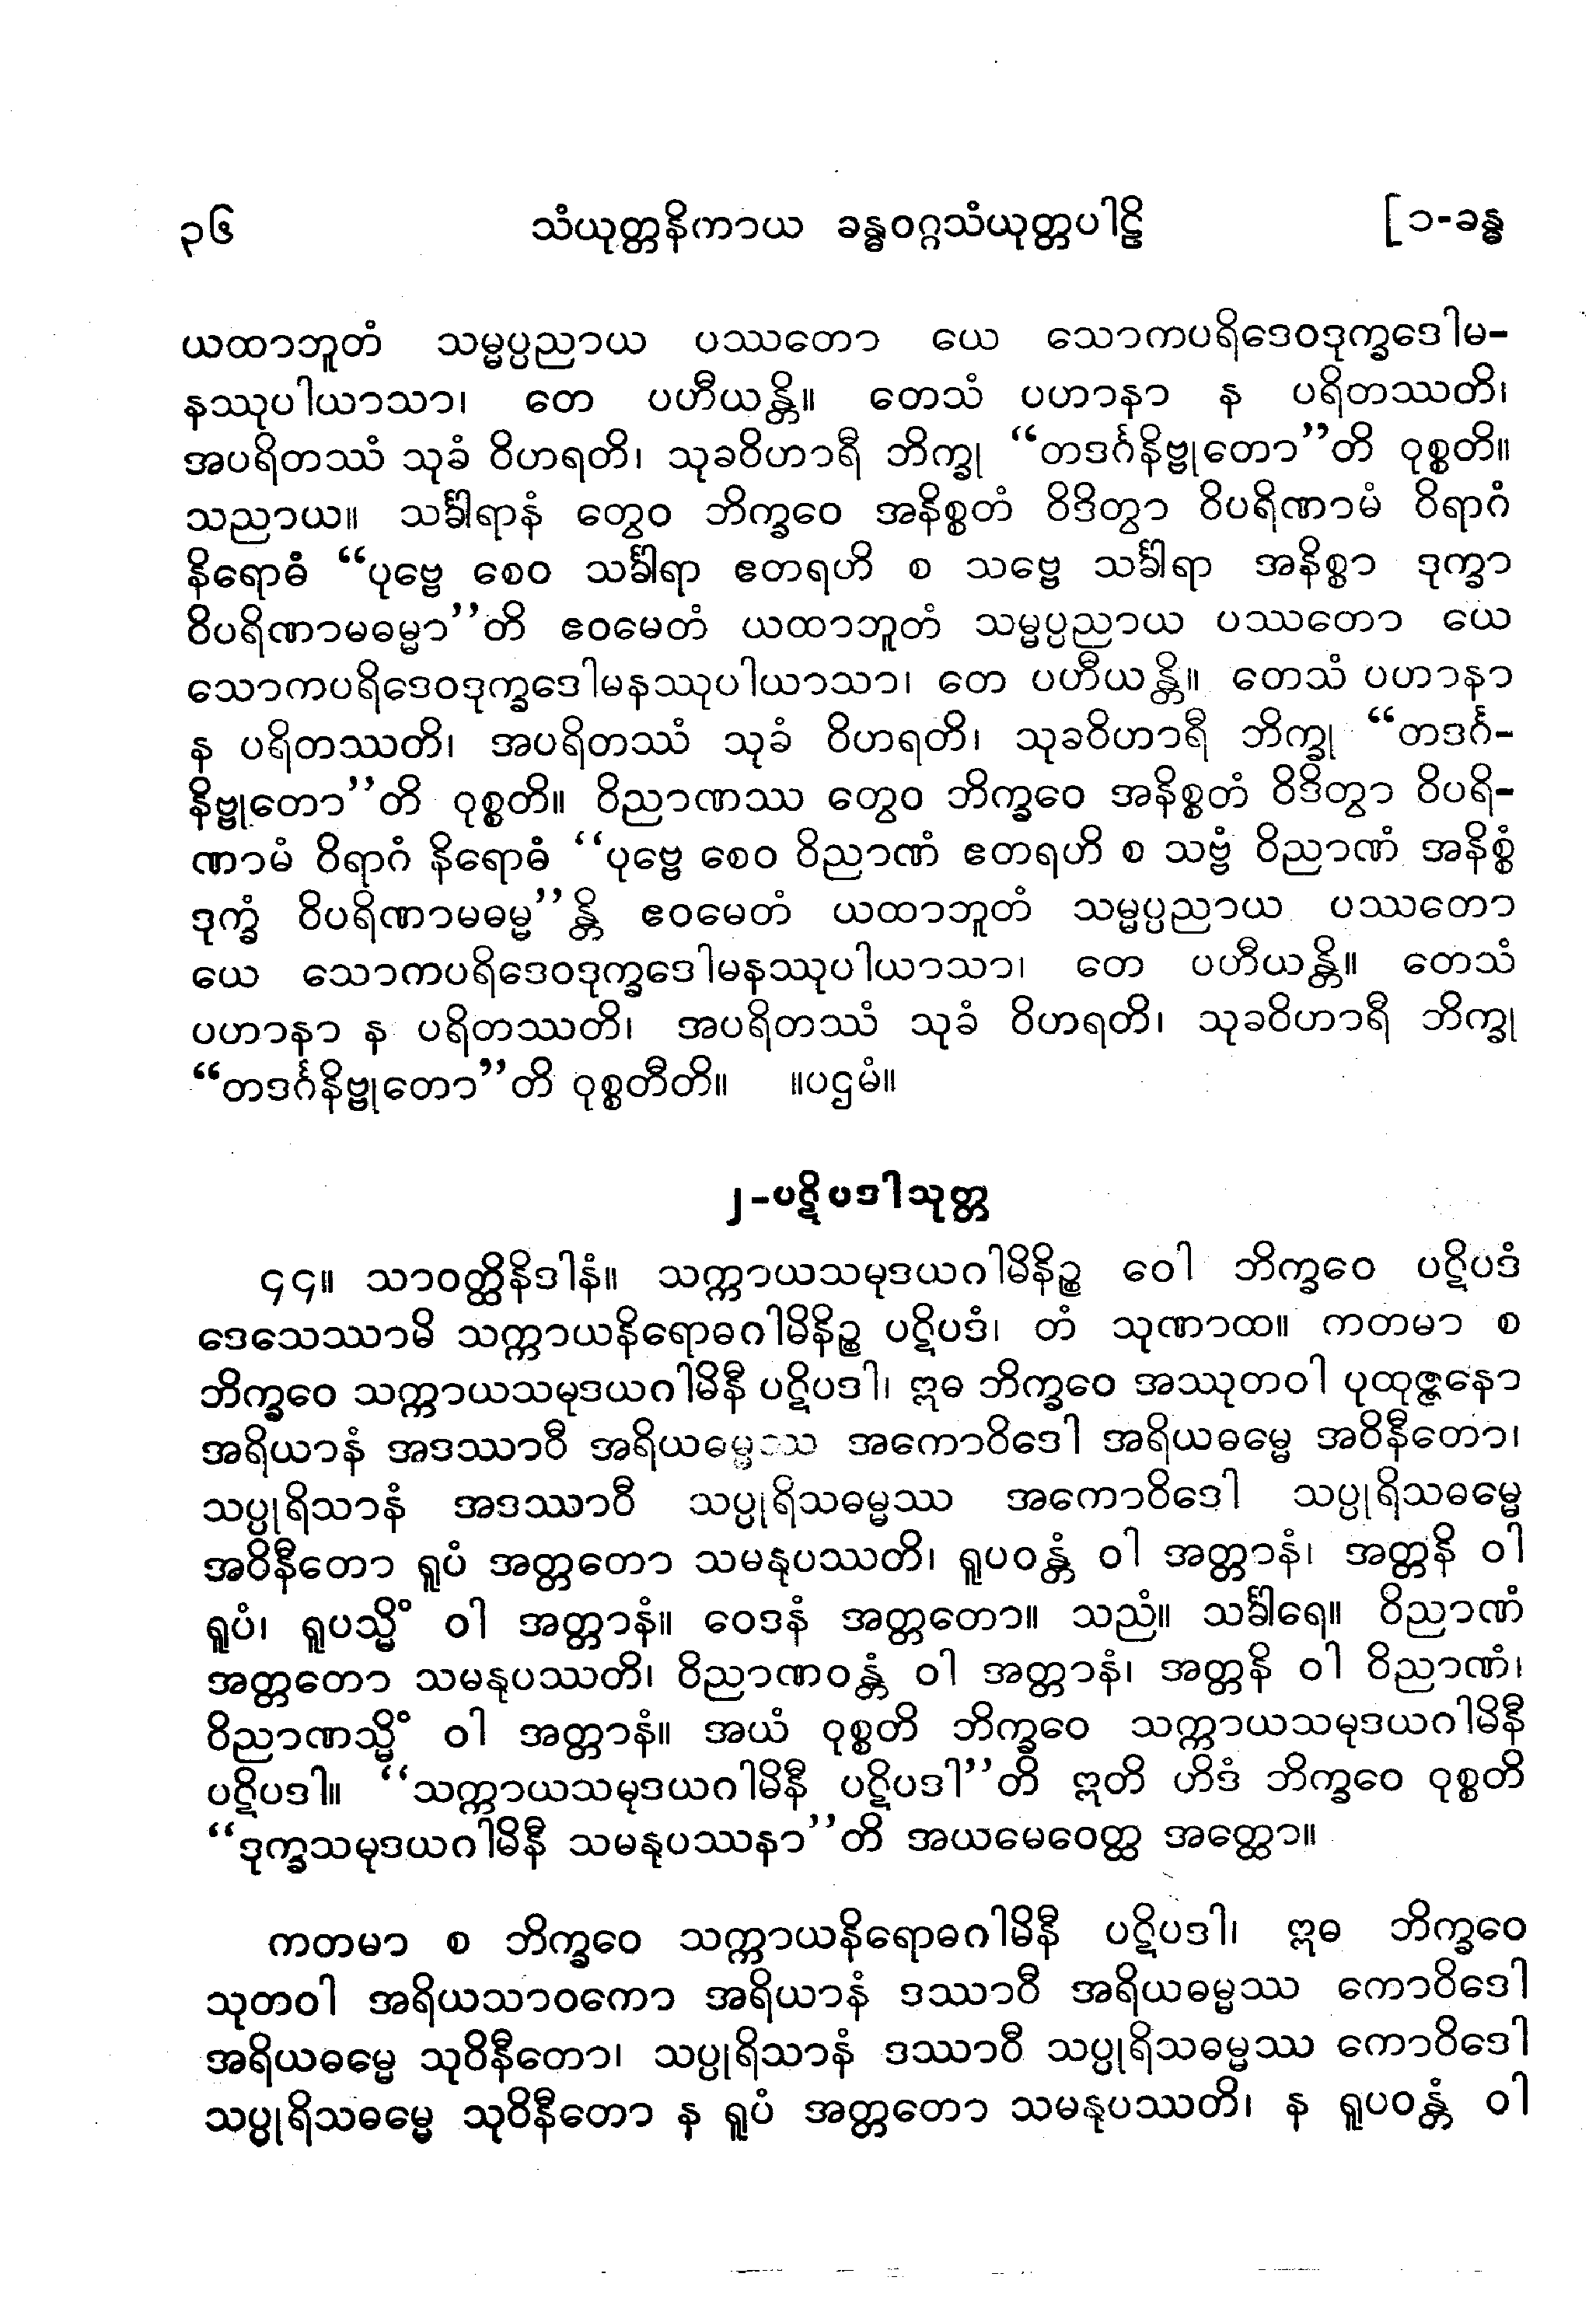 ၃၆ သံယုတ္တနိကာယ ခန္ဓဝဂ္ဂသံယုတ္တပါဠိ [၁-ခန္ဓ
ယထာဘူတံ သမ္မပ္ပညာယ ပဿတော ယေ သောကပရိဒေဝဒုက္ခဒေါမ-
နဿုပါယာသာ၊ တေ ပဟီယန္တိ။ တေသံ ပဟာနာ န ပရိတဿတိ၊
အပရိတဿံ သုခံ ဝိဟရတိ၊ သုခဝိဟာရီ ဘိက္ခု “တဒင်္ဂနိဗ္ဗုတော”တိ ဝုစ္စတိ။
သညာယ။ သင်္ခါရာနံ တွေဝ ဘိက္ခဝေ အနိစ္စတံ ဝိဒိတွာ ဝိပရိဏာမံ ဝိရာဂံ
နိရောဓံ “ပုဗ္ဗေ စေဝ သင်္ခါရာ ဧတရဟိ စ သဗ္ဗေ သင်္ခါရာ အနိစ္စာ ဒုက္ခာ
ဝိပရိဏာမဓမ္မာ”တိ ဧဝမေတံ ယထာဘူတံ သမ္မပ္ပညာယ ပဿတော ယေ
သောကပရိဒေဝဒုက္ခဒေါမနဿုပါယာသာ၊ တေ ပဟီယန္တိ။ တေသံ ပဟာနာ
န ပရိတဿတိ၊ အပရိတဿံ သုခံ ဝိဟရတိ၊ သုခဝိဟာရီ ဘိက္ခု “တဒင်္ဂ-
နိဗ္ဗုတော”တိ ဝုစ္စတိ။ ဝိညာဏဿ တွေဝ ဘိက္ခဝေ အနိစ္စတံ ဝိဒိတွာ ဝိပရိ-
ဏာမံ ဝိရာဂံ နိရောဓံ “ပုဗ္ဗေ စေဝ ဝိညာဏံ ဧတရဟိ စ သဗ္ဗံ ဝိညာဏံ အနိစ္စံ
ဒုက္ခံ ဝိပရိဏာမဓမ္မ”န္တိ ဧဝမေတံ ယထာဘူတံ သမ္မပ္ပညာယ ပဿတော
ယေ သောကပရိဒေဝဒုက္ခဒေါမနဿုပါယာသာ၊ တေ ပဟီယန္တိ။ တေသံ
ပဟာနာ န ပရိတဿတိ၊ အပရိတဿံ သုခံ ဝိဟရတိ၊ သုခဝိဟာရီ ဘိက္ခု
“တဒင်္ဂနိဗ္ဗုတော”တိ ဝုစ္စတီတိ။ ။ပဌမံ။
၂-ပဋိပဒါသုတ္တ
၄၄။ သာဝတ္ထိနိဒါနံ။ သက္ကာယသမုဒယဂါမိနိဉ္စ ဝေါ ဘိက္ခဝေ ပဋိပဒံ
ဒေသေဿာမိ သက္ကာယနိရောဓဂါမိနိဉ္စ ပဋိပဒံ၊ တံ သုဏာထ။ ကတမာ စ
ဘိက္ခဝေ သက္ကာယသမုဒယဂါမိနီ ပဋိပဒါ၊ ဣဓ ဘိက္ခဝေ အဿုတဝါ ပုထုဇ္ဇနော
အရိယာနံ အဒဿာဝီ အရိယဓမ္မဿ အကောဝိဒေါ အရိယဓမ္မေ အဝိနီတော၊
သပ္ပုရိသာနံ အဒဿာဝီ သပ္ပုရိသဓမ္မဿ အကောဝိဒေါ သပ္ပုရိသဓမ္မေ
အဝိနီတော ရူပံ အတ္တတော သမနုပဿတိ၊ ရူပဝန္တံ ဝါ အတ္တာနံ၊ အတ္တနိ ဝါ
ရူပံ၊ ရူပသ္မိံ ဝါ အတ္တာနံ။ ဝေဒနံ အတ္တတော။ သညံ။ သင်္ခါရေ။ ဝိညာဏံ
အတ္တတော သမနုပဿတိ၊ ဝိညာဏဝန္တံ ဝါ အတ္တာနံ၊ အတ္တနိ ဝါ ဝိညာဏံ၊
ဝိညာဏသ္မိံ ဝါ အတ္တာနံ။ အယံ ဝုစ္စတိ ဘိက္ခဝေ သက္ကာယသမုဒယဂါမိနီ
ပဋိပဒါ။ “သက္ကာယသမုဒယဂါမိနီ ပဋိပဒါ”တိ ဣတိ ဟိဒံ ဘိက္ခဝေ ဝုစ္စတိ
“ဒုက္ခသမုဒယဂါမိနီ သမနုပဿနာ”တိ အယမေဝေတ္ထ အတ္ထော။
ကတမာ စ ဘိက္ခဝေ သက္ကာယနိရောဓဂါမိနီ ပဋိပဒါ၊ ဣဓ ဘိက္ခဝေ
သုတဝါ အရိယသာဝကော အရိယာနံ ဒဿာဝီ အရိယဓမ္မဿ ကောဝိဒေါ
အရိယဓမ္မေ သုဝိနီတော၊ သပ္ပုရိသာနံ ဒဿာဝီ သပ္ပုရိသဓမ္မဿ ကောဝိဒေါ
သပ္ပုရိသဓမ္မေ သုဝိနီတော န ရူပံ အတ္တတော သမနုပဿတိ၊ န ရူပဝန္တံ ဝါ